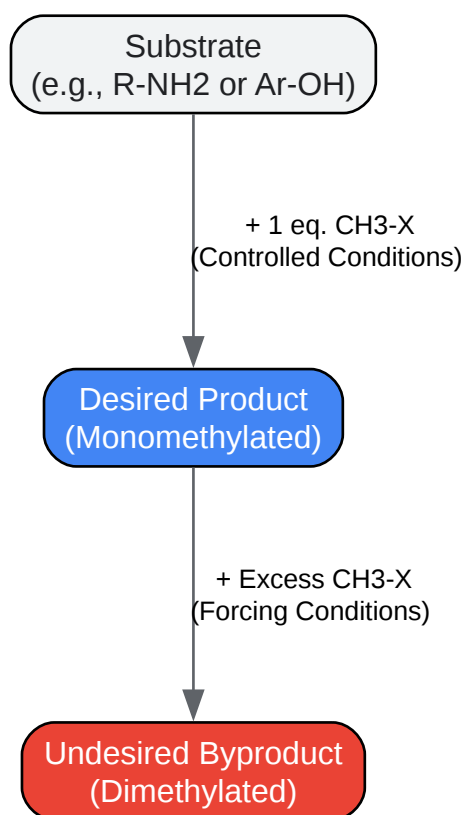 Substrate
(e.g., R-NH2 or Ar-OH)
+ 1 eq. CH3-X
(Controlled Conditions)
Desired Product
(Monomethylated)
+ Excess CH3-X
(Forcing Conditions)
Undesired Byproduct
(Dimethylated)